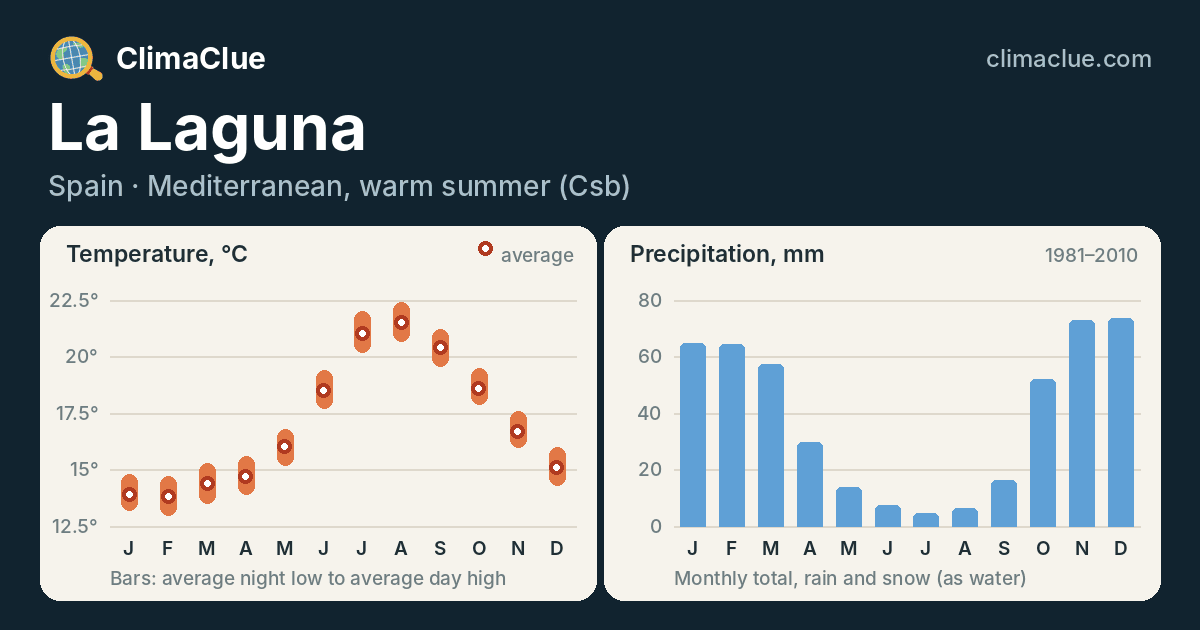 ClimaClue
climaclue.com
La Laguna
Spain · Mediterranean, warm summer (Csb)
Temperature, °C
average
22.5°
20°
17.5°
15°
12.5°
J F M A M J J A S O N D
Bars: average night low to average day high
Precipitation, mm
1981–2010
80
60
40
20
0
J F M A M J J A S O N D
Monthly total, rain and snow (as water)